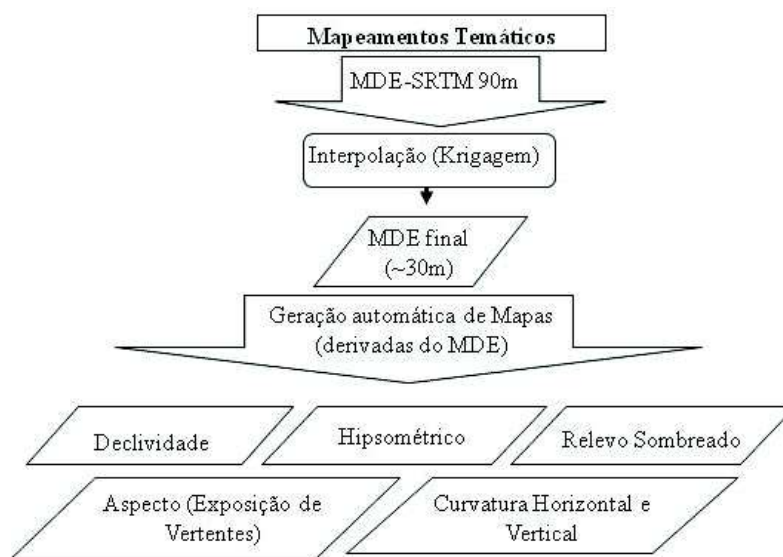 Mapeamentos Temáticos
MDE-SRTM 90m
Interpolação (Krigagem)
MDE final
(~30m)
Geração automática de Mapas
(derivadas do MDE)
Declividade
Hipsométrico
Relevo Sombreado
Aspecto (Exposição de
Vertentes)
Curvatura Horizontal e
Vertical